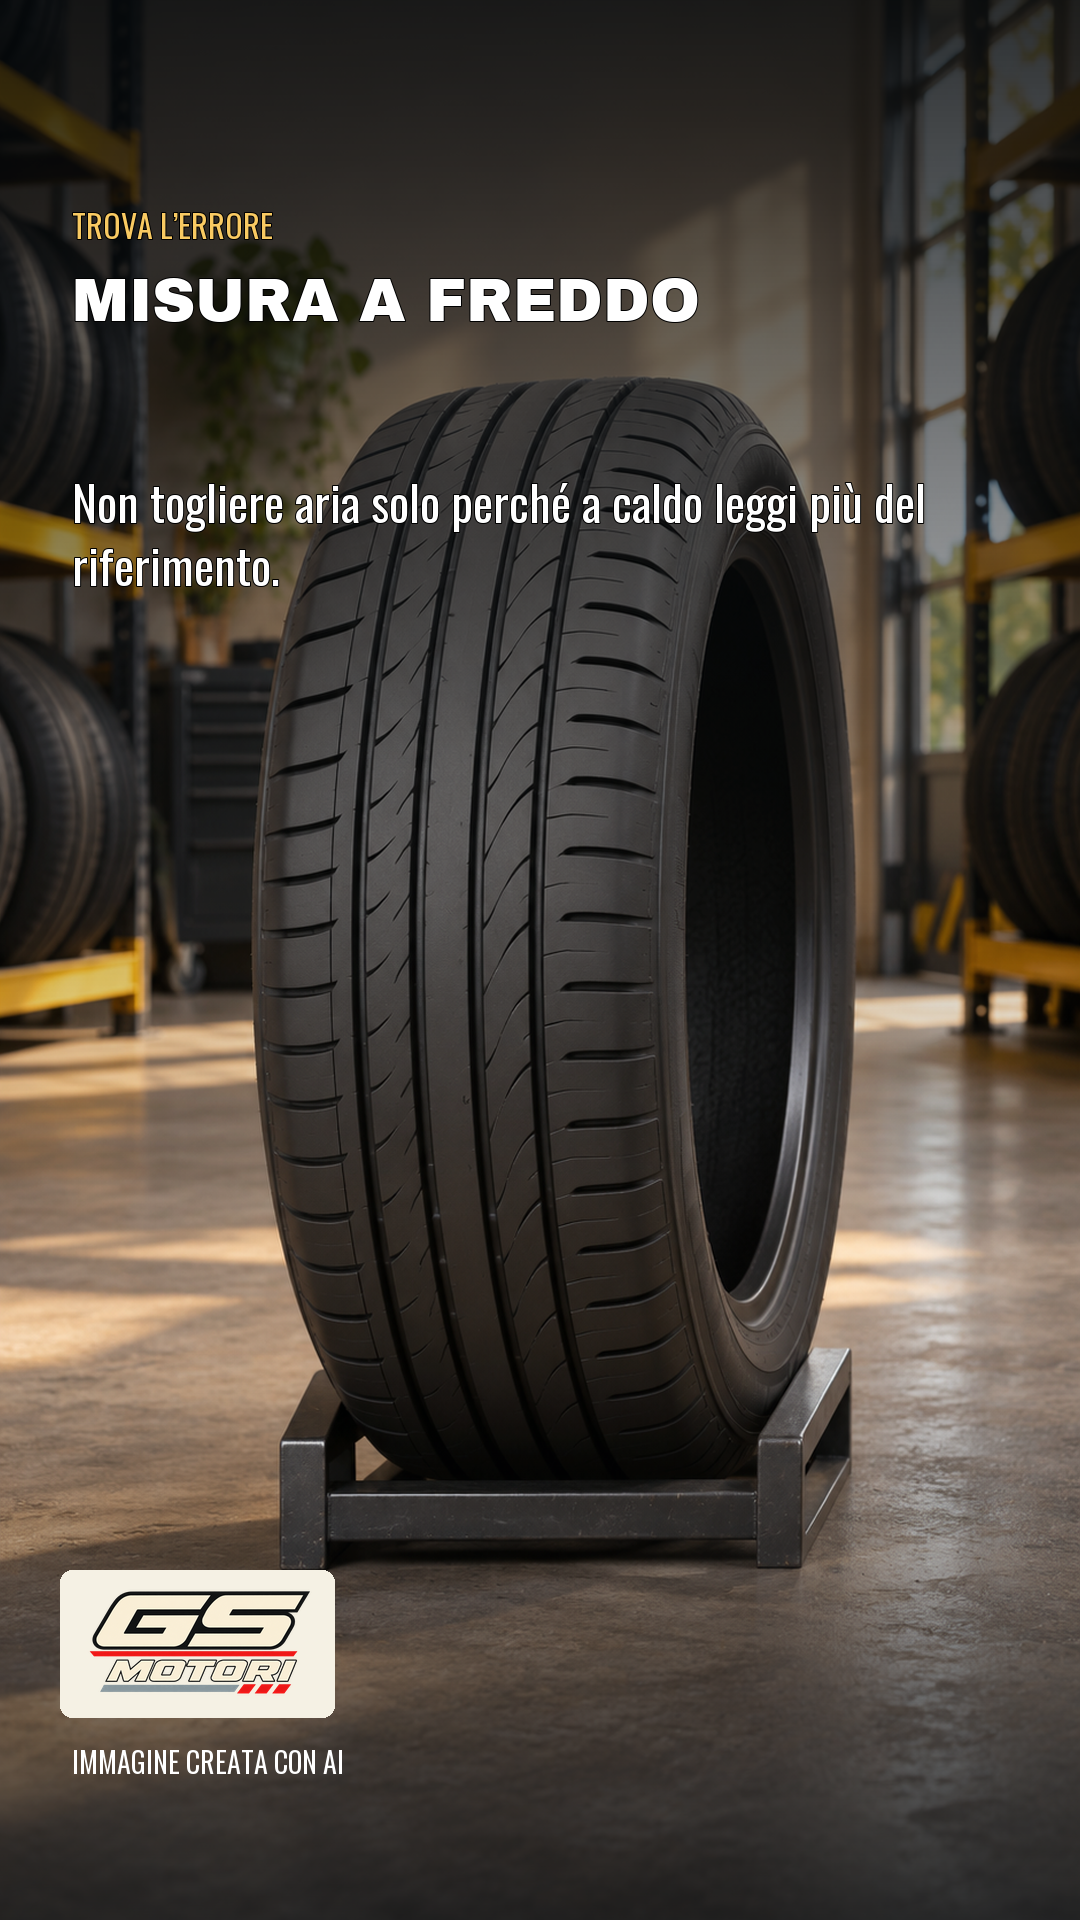 TROVA L’ERRORE
MISURA A FREDDO
Non togliere aria solo perché a caldo leggi più del
riferimento.
GS
MOTORI
IMMAGINE CREATA CON AI